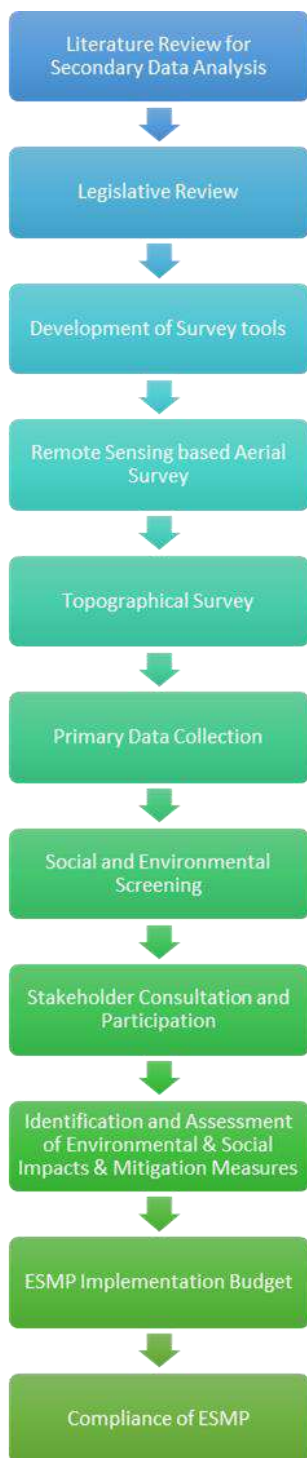 Literature Review for
Secondary Data Analysis
Legislative Review
Development of Survey tools
Remote Sensing based Aerial
Survey
Topographical Survey
Primary Data Collection
Social and Environmental
Screening
Stakeholder Consultation and
Participation
Identification and Assessment
of Environmental & Social
Impacts & Mitigation Measures
ESMP Implementation Budget
Compliance of ESMP